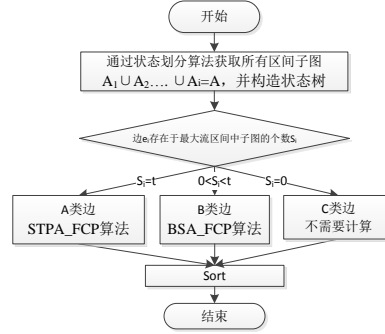 开始
通过状态划分算法获取所有区间子图
A₁∪A₂….∪Aᵢ=A，并构造状态树
边eᵢ存在于最大流区间中子图的个数Sᵢ
Sᵢ=t
0<Sᵢ<t
Sᵢ=0
A类边
STPA_FCP算法
B类边
BSA_FCP算法
C类边
不需要计算
Sort
结束